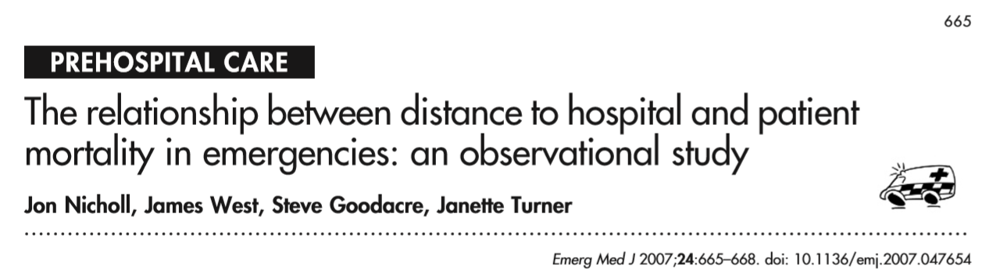 665
PREHOSPITAL CARE
The relationship between distance to hospital and patient
mortality in emergencies: an observational study
Jon Nicholl, James West, Steve Goodacre, Janette Turner
Emerg Med J 2007;24:665–668. doi: 10.1136/emj.2007.047654